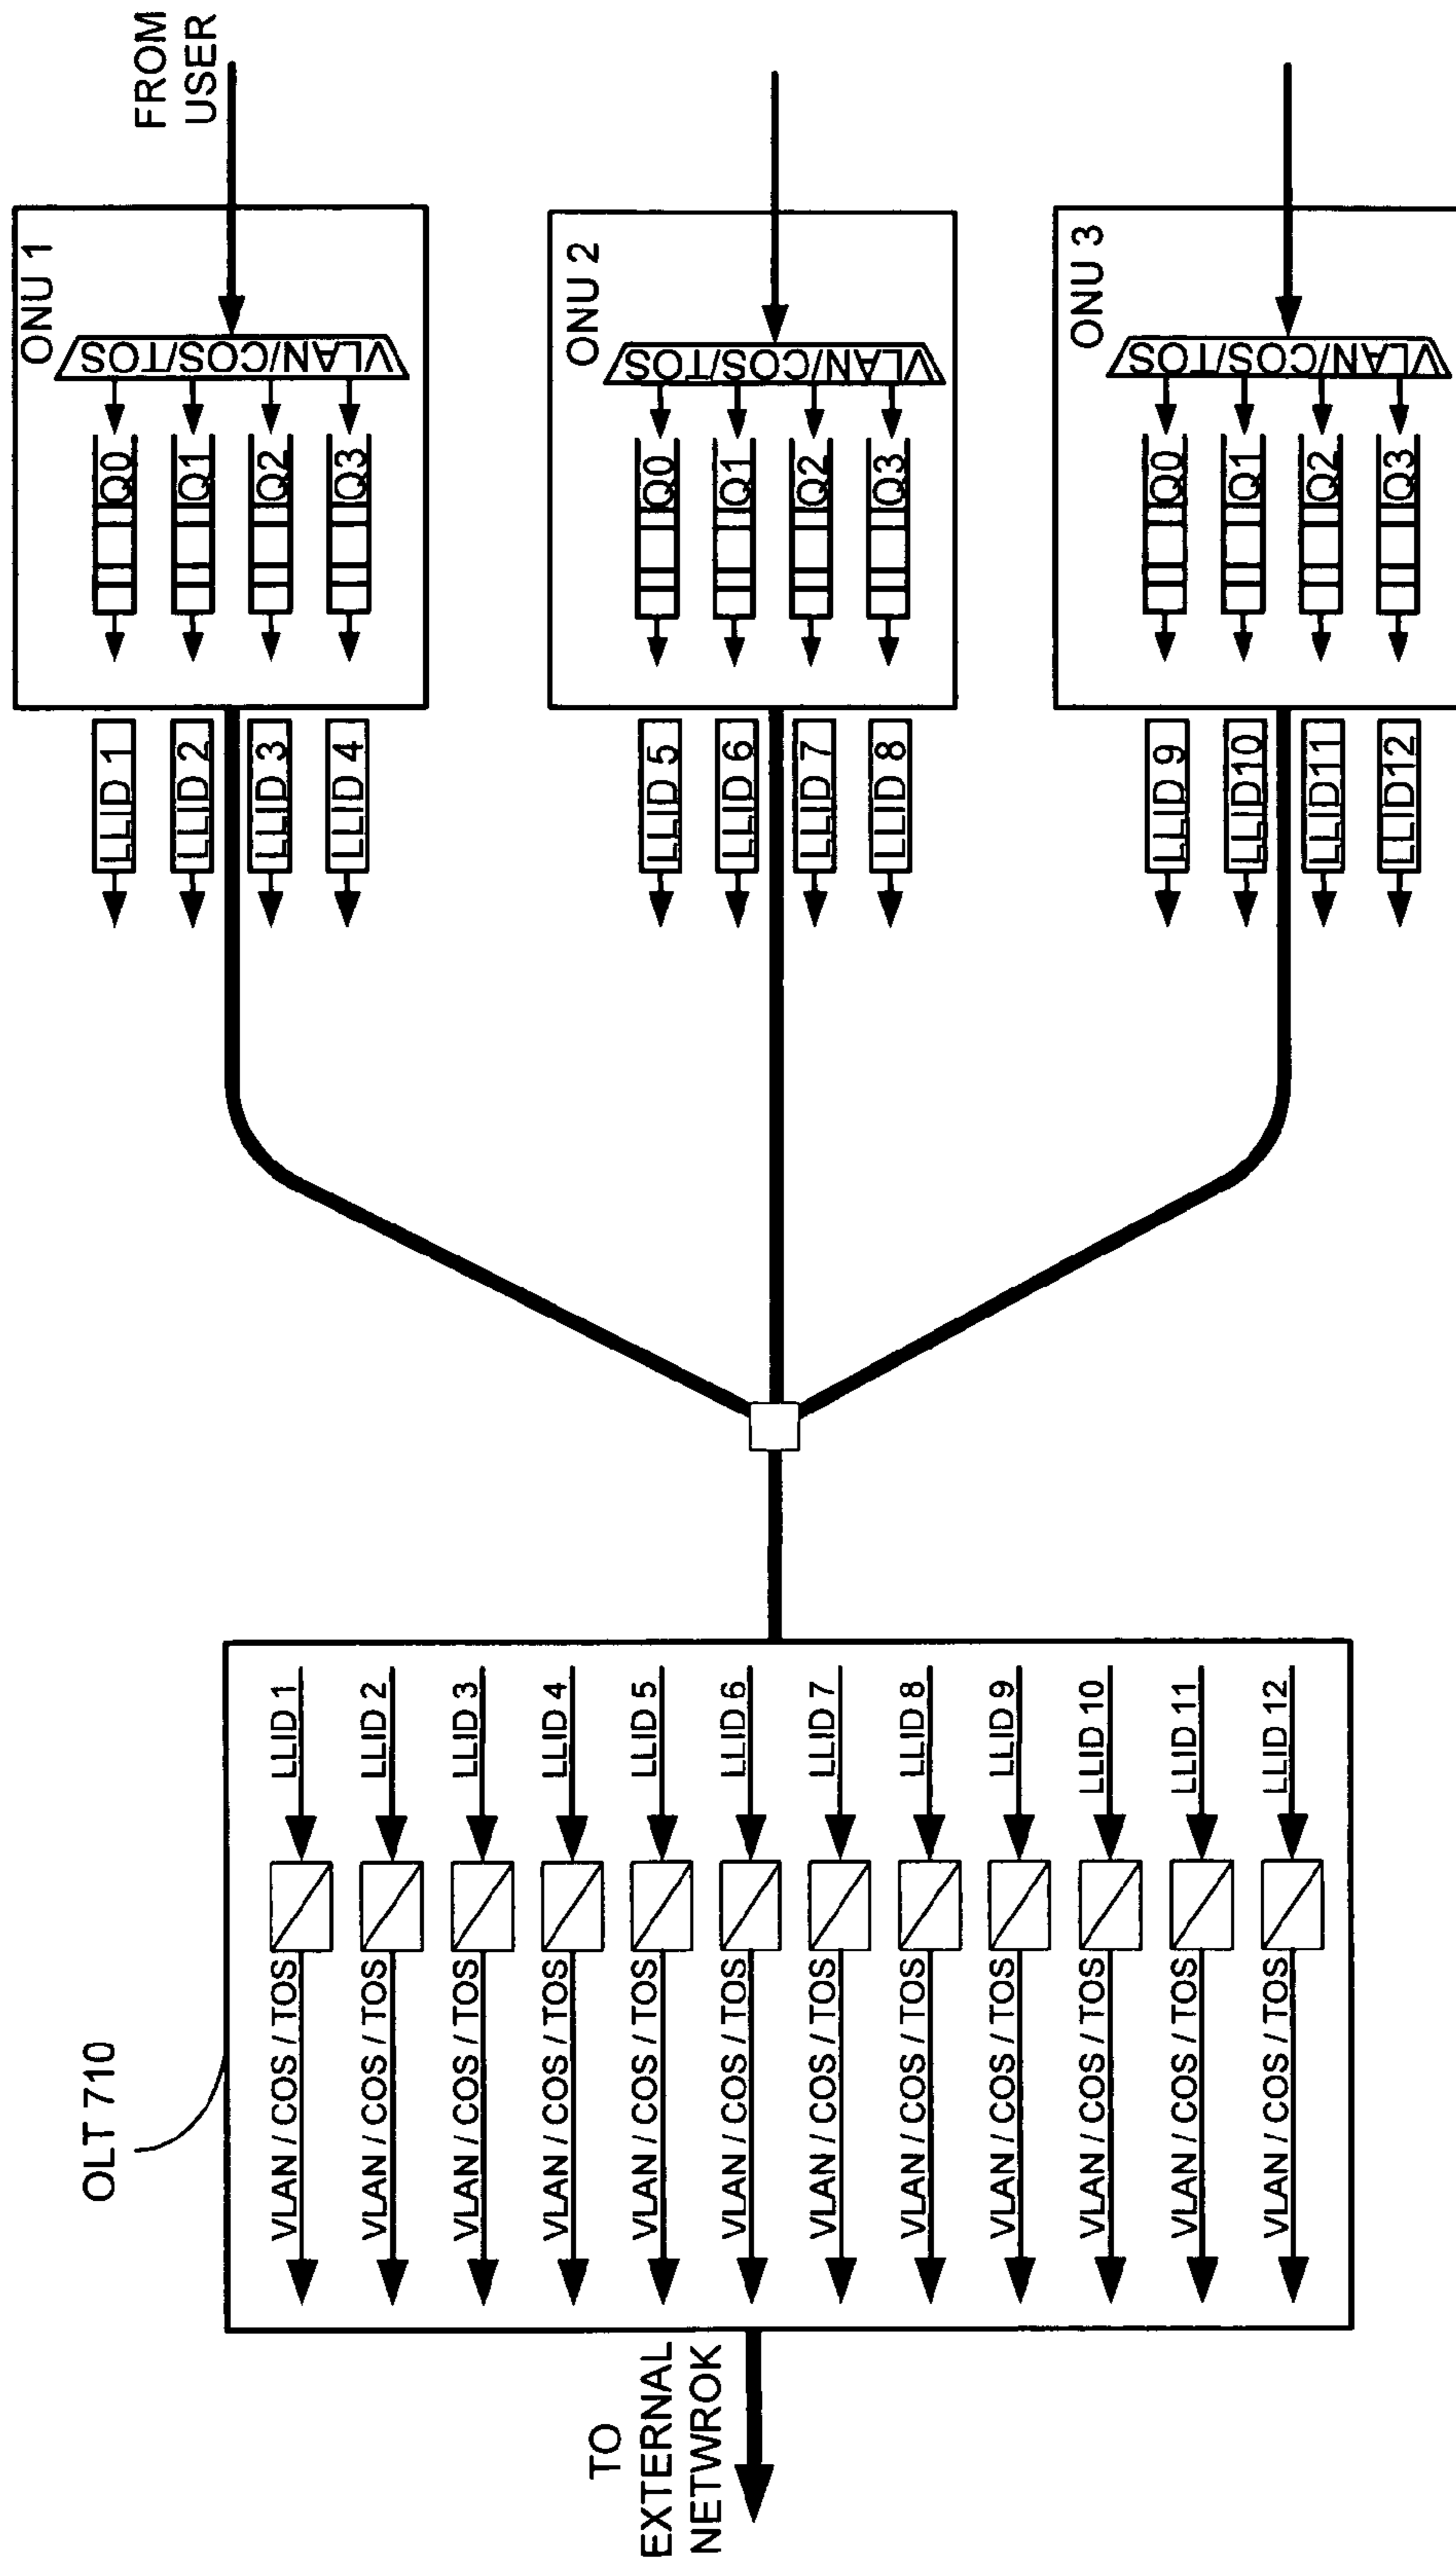 OLT 710
LLID 1
VLAN / COS / TOS
LLID 2
VLAN / COS / TOS
LLID 3
VLAN / COS / TOS
LLID 4
VLAN / COS / TOS
LLID 5
VLAN / COS / TOS
LLID 6
VLAN / COS / TOS
LLID 7
VLAN / COS / TOS
LLID 8
VLAN / COS / TOS
LLID 9
VLAN / COS / TOS
LLID 10
VLAN / COS / TOS
LLID 11
VLAN / COS / TOS
LLID 12
VLAN / COS / TOS
TO
EXTERNAL
NETWROK
LLID 1
LLID 2
LLID 3
LLID 4
ONU 1
Q0
Q1
Q2
Q3
VLAN/COS/TOS
FROM
USER
LLID 5
LLID 6
LLID 7
LLID 8
ONU 2
Q0
Q1
Q2
Q3
VLAN/COS/TOS
LLID 9
LLID10
LLID11
LLID12
ONU 3
Q0
Q1
Q2
Q3
VLAN/COS/TOS